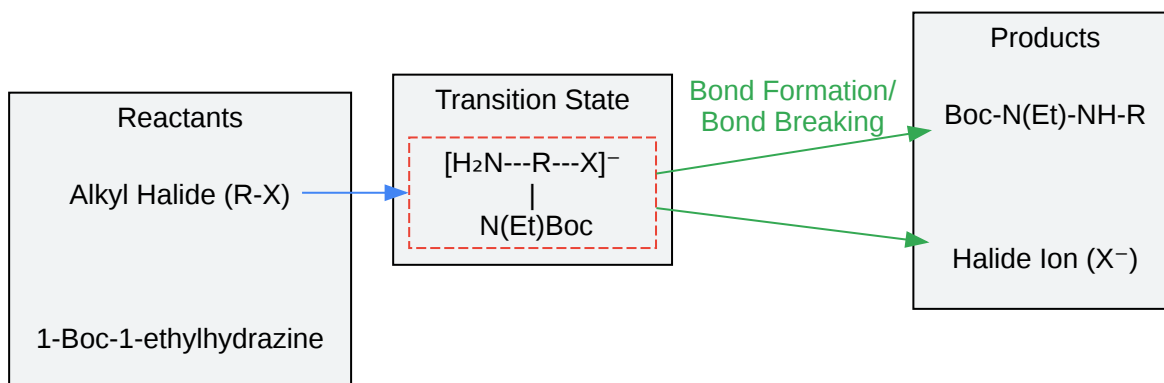 Reactants
Alkyl Halide (R-X)
1-Boc-1-ethylhydrazine
Transition State
[H₂N---R---X]⁻
|
N(Et)Boc
Bond Formation/
Bond Breaking
Products
Boc-N(Et)-NH-R
Halide Ion (X⁻)